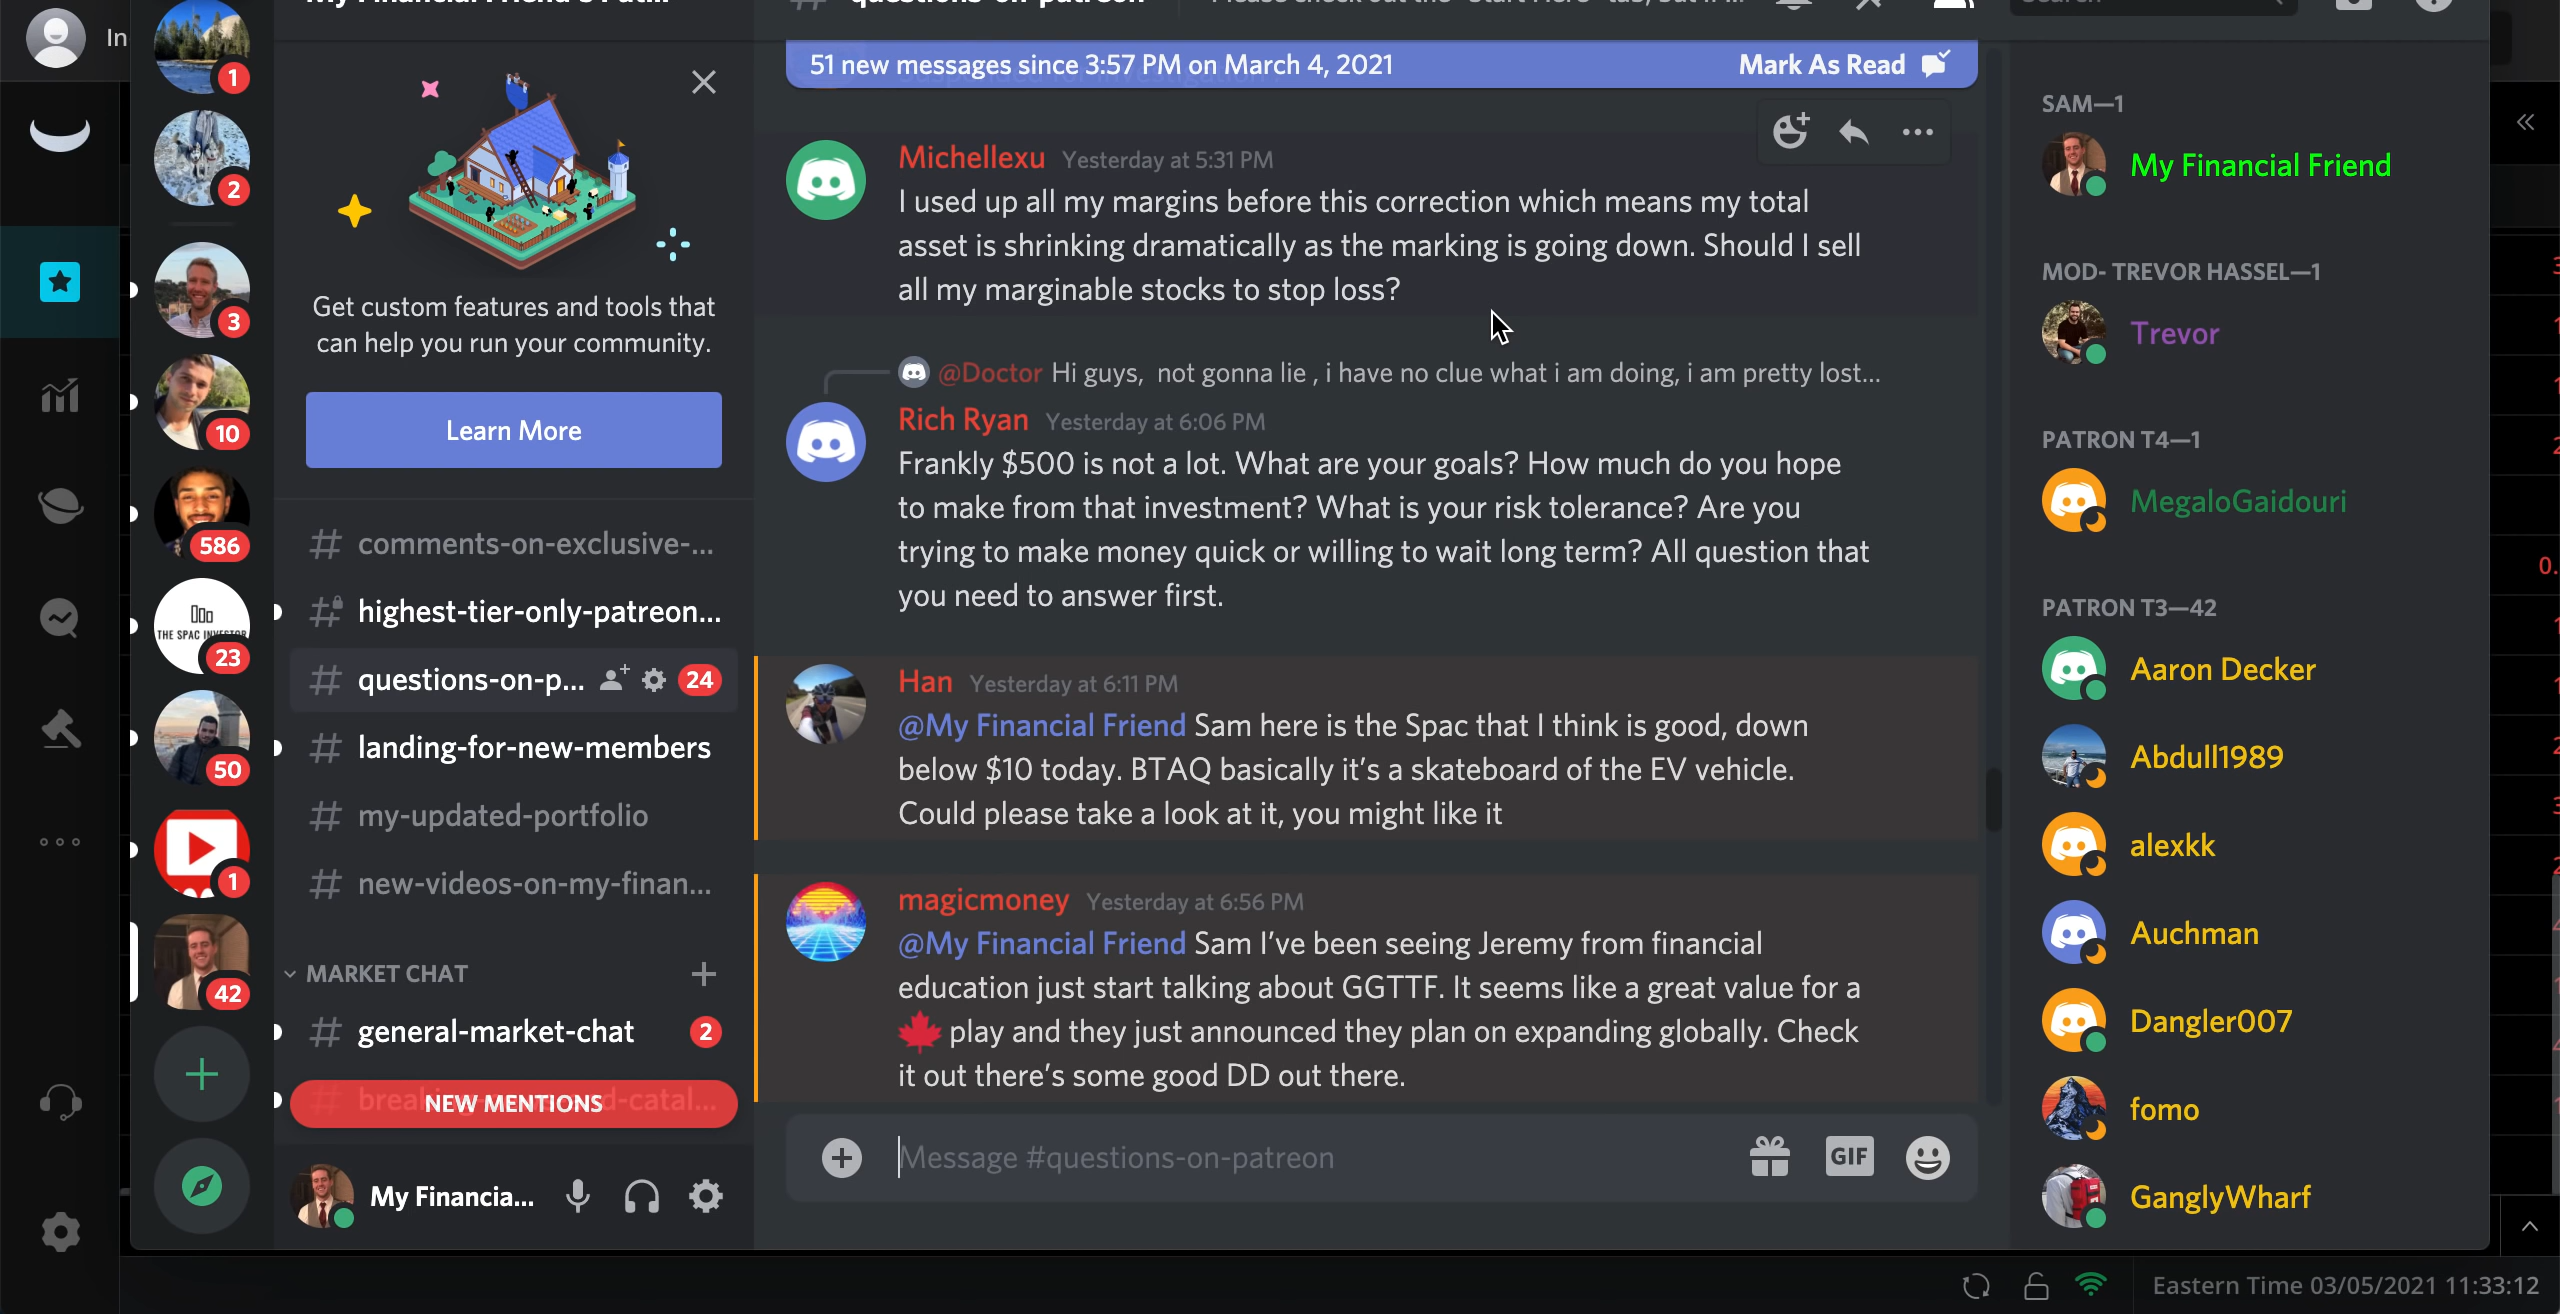 In
1
2
3
10
586
THE SPAC INVESTOR
23
50
1
42
Get custom features and tools that
can help you run your community.
Learn More
comments-on-exclusive-...
highest-tier-only-patreon...
questions-on-p... 24
landing-for-new-members
my-updated-portfolio
new-videos-on-my-finan...
MARKET CHAT
general-market-chat 2
NEW MENTIONS
My Financia...
questions-on-patreon
51 new messages since 3:57 PM on March 4, 2021 Mark As Read
Michellexu Yesterday at 5:31 PM
I used up all my margins before this correction which means my total
asset is shrinking dramatically as the marking is going down. Should I sell
all my marginable stocks to stop loss?
@Doctor Hi guys, not gonna lie , i have no clue what i am doing, i am pretty lost...
Rich Ryan Yesterday at 6:06 PM
Frankly $500 is not a lot. What are your goals? How much do you hope
to make from that investment? What is your risk tolerance? Are you
trying to make money quick or willing to wait long term? All question that
you need to answer first.
Han Yesterday at 6:11 PM
@My Financial Friend Sam here is the Spac that I think is good, down
below $10 today. BTAQ basically it's a skateboard of the EV vehicle.
Could please take a look at it, you might like it
magicmoney Yesterday at 6:56 PM
@My Financial Friend Sam I've been seeing Jeremy from financial
education just start talking about GGTTF. It seems like a great value for a
🍁 play and they just announced they plan on expanding globally. Check
it out there's some good DD out there.
Message #questions-on-patreon
GIF
SAM—1
My Financial Friend
MOD- TREVOR HASSEL—1
Trevor
PATRON T4—1
MegaloGaidouri
PATRON T3—42
Aaron Decker
Abdull1989
alexkk
Auchman
Dangler007
fomo
GanglyWharf
0.
Eastern Time 03/05/2021 11:33:12